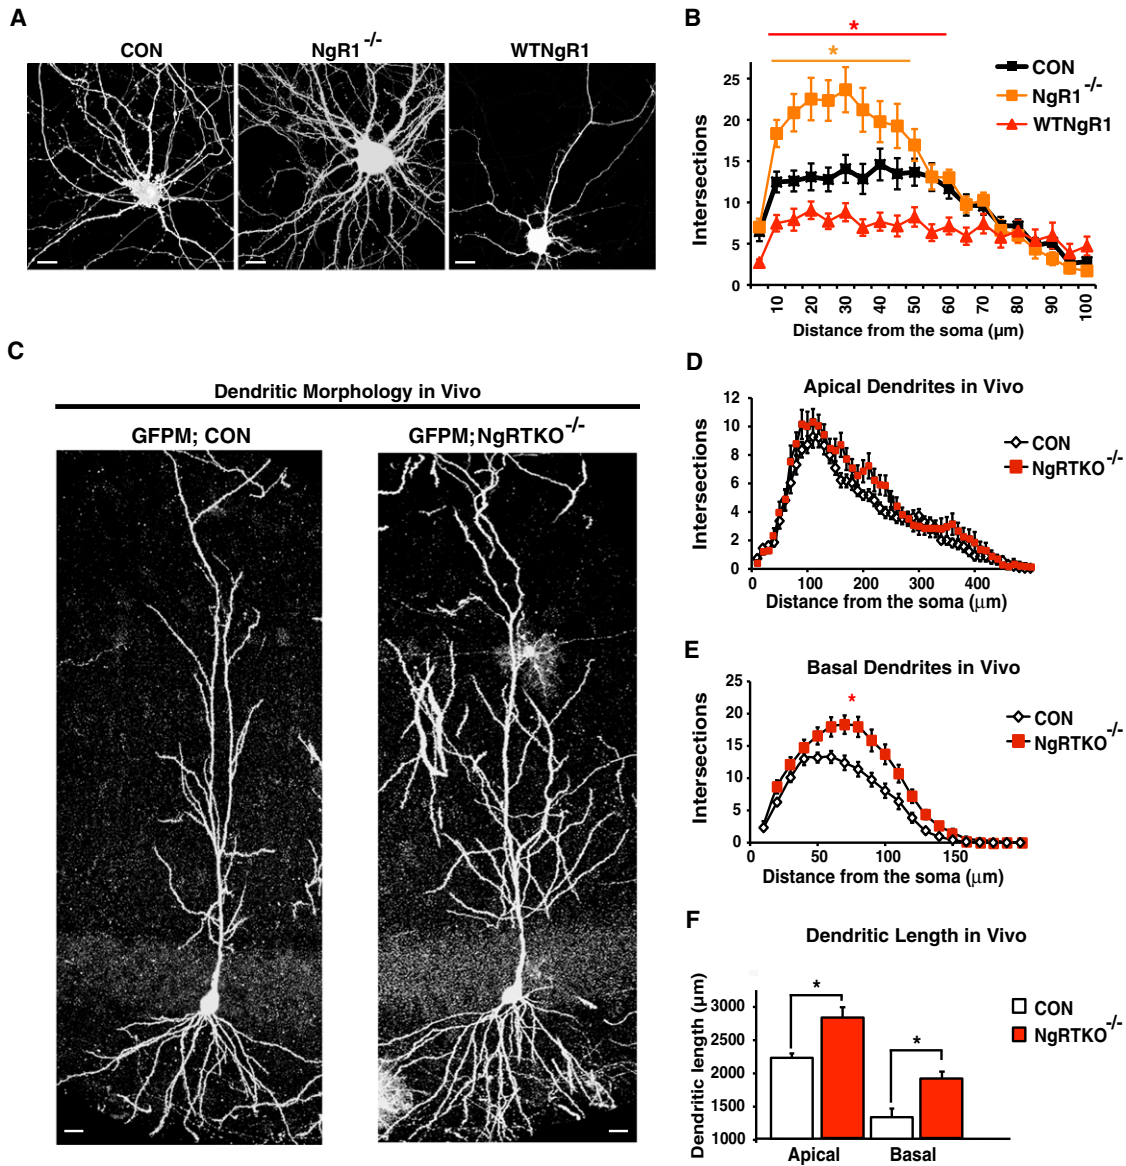 A
CON
NgR1-/-
WTNgR1
B
*
*
CON
NgR1-/-
WTNgR1
Intersections
25
20
15
10
5
0
10
20
30
40
50
60
70
80
90
100
Distance from the soma (µm)
C
Dendritic Morphology in Vivo
GFPM; CON
GFPM;NgRTKO-/-
D
Apical Dendrites in Vivo
CON
NgRTKO-/-
Intersections
12
10
8
6
4
2
0
0
100
200
300
400
Distance from the soma (µm)
E
Basal Dendrites in Vivo
*
CON
NgRTKO-/-
Intersections
25
20
15
10
5
0
0
50
100
150
Distance from the soma (µm)
F
Dendritic Length in Vivo
CON
NgRTKO-/-
*
*
Dendritic length (µm)
3000
2500
2000
1500
1000
Apical
Basal